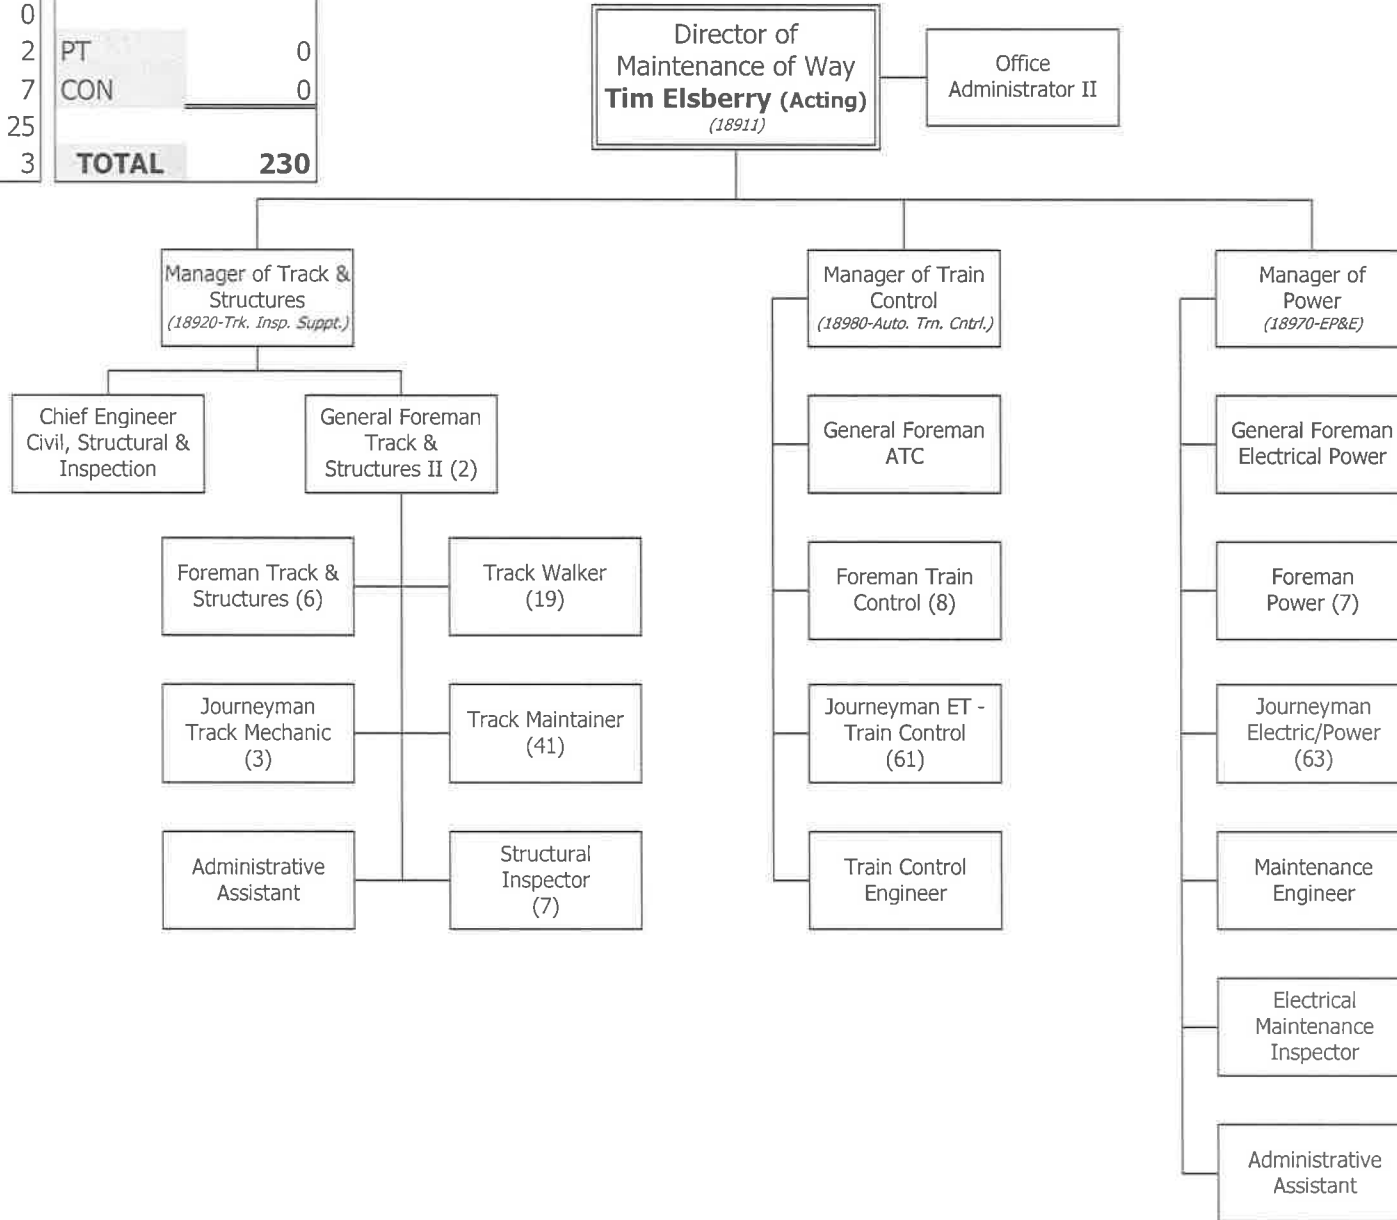 0
2 PT 0
7 CON 0
25
3 TOTAL 230
Director of
Maintenance of Way
Tim Elsberry (Acting)
(18911)
Office
Administrator II
Manager of Track &
Structures
(18920-Trk. Insp. Suppt.)
Manager of Train
Control
(18980-Auto. Trn. Cntrl.)
Manager of
Power
(18970-EP&E)
Chief Engineer
Civil, Structural &
Inspection
General Foreman
Track &
Structures II (2)
General Foreman
ATC
General Foreman
Electrical Power
Foreman Track &
Structures (6)
Track Walker
(19)
Foreman Train
Control (8)
Foreman
Power (7)
Journeyman
Track Mechanic
(3)
Track Maintainer
(41)
Journeyman ET -
Train Control
(61)
Journeyman
Electric/Power
(63)
Administrative
Assistant
Structural
Inspector
(7)
Train Control
Engineer
Maintenance
Engineer
Electrical
Maintenance
Inspector
Administrative
Assistant